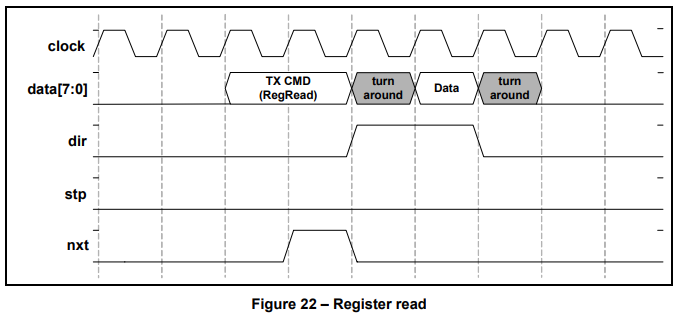 clock
data[7:0]
TX CMD
(RegRead)
turn
around
Data
turn
around
dir
stp
nxt
Figure 22 – Register read